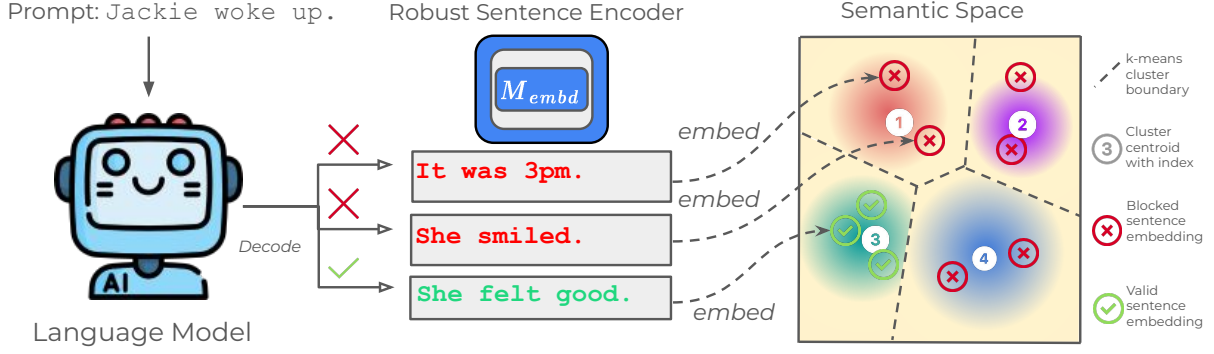 Prompt: Jackie woke up.
Robust Sentence Encoder
Semantic Space
M embd
AI
Language Model
Decode
It was 3pm.
She smiled.
She felt good.
embed
embed
embed
1
2
3
4
k-means
cluster
boundary
3
Cluster
centroid
with index
Blocked
sentence
embedding
Valid
sentence
embedding